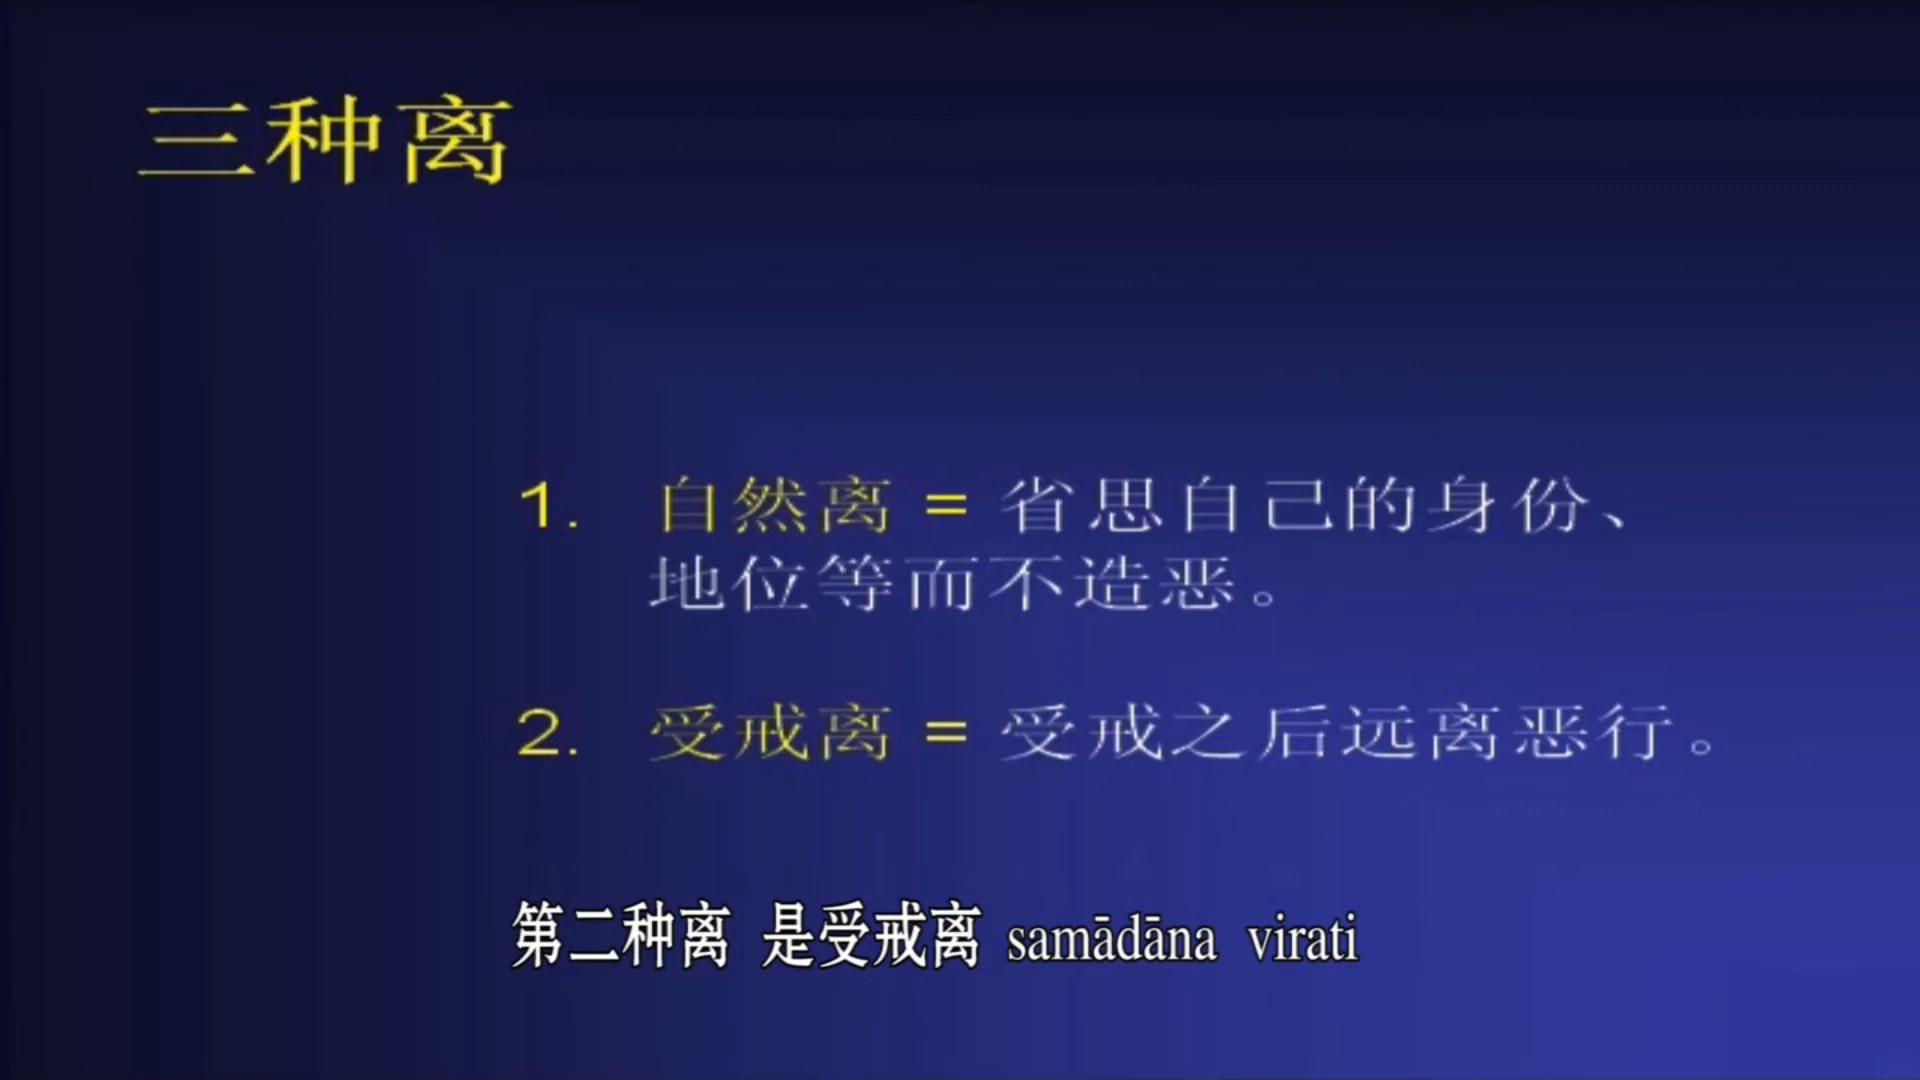 三种离
1. 自然离 = 省思自己的身份、
地位等而不造恶。
2. 受戒离 = 受戒之后远离恶行。
第二种离 是受戒离 samādāna virati